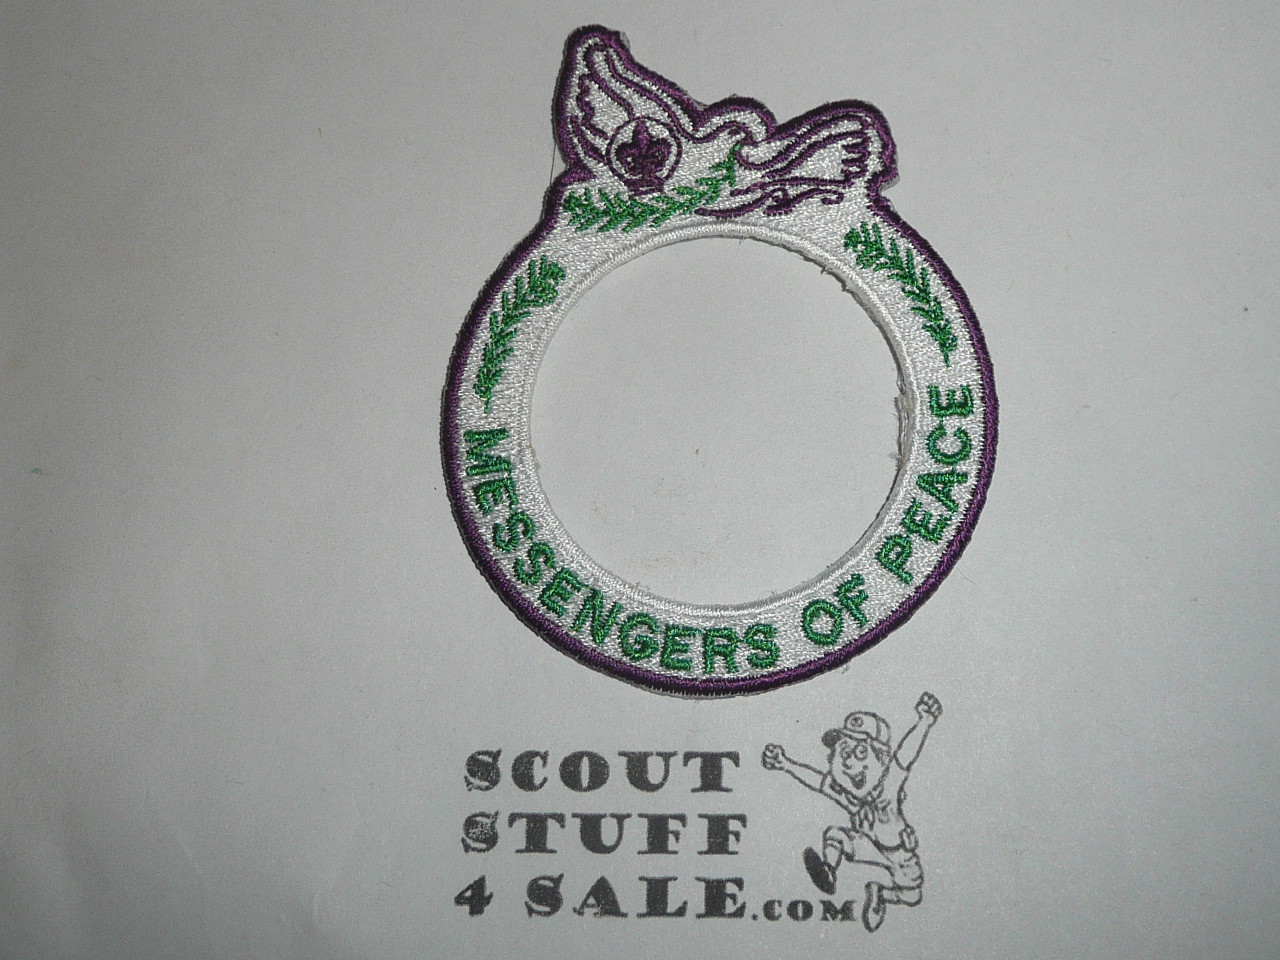 MESSENGERS OF PEACE
SCOUT
STUFF
4 SALE.COM